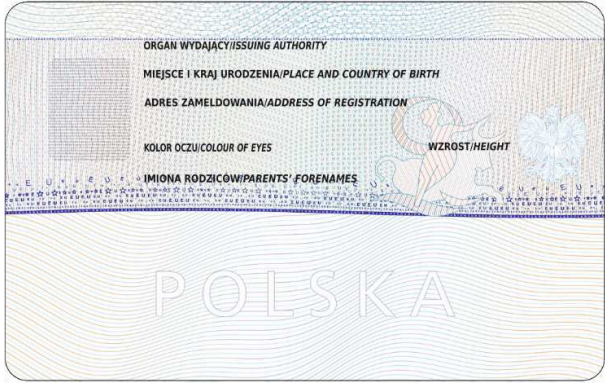 ORGAN WYDAJĄCY/ISSUING AUTHORITY
MIEJSCE I KRAJ URODZENIA/PLACE AND COUNTRY OF BIRTH
ADRES ZAMELDOWANIA/ADDRESS OF REGISTRATION
KOLOR OCZU/COLOUR OF EYES WZROST/HEIGHT
IMIONA RODZICÓW/PARENTS' FORENAMES
POLSKA